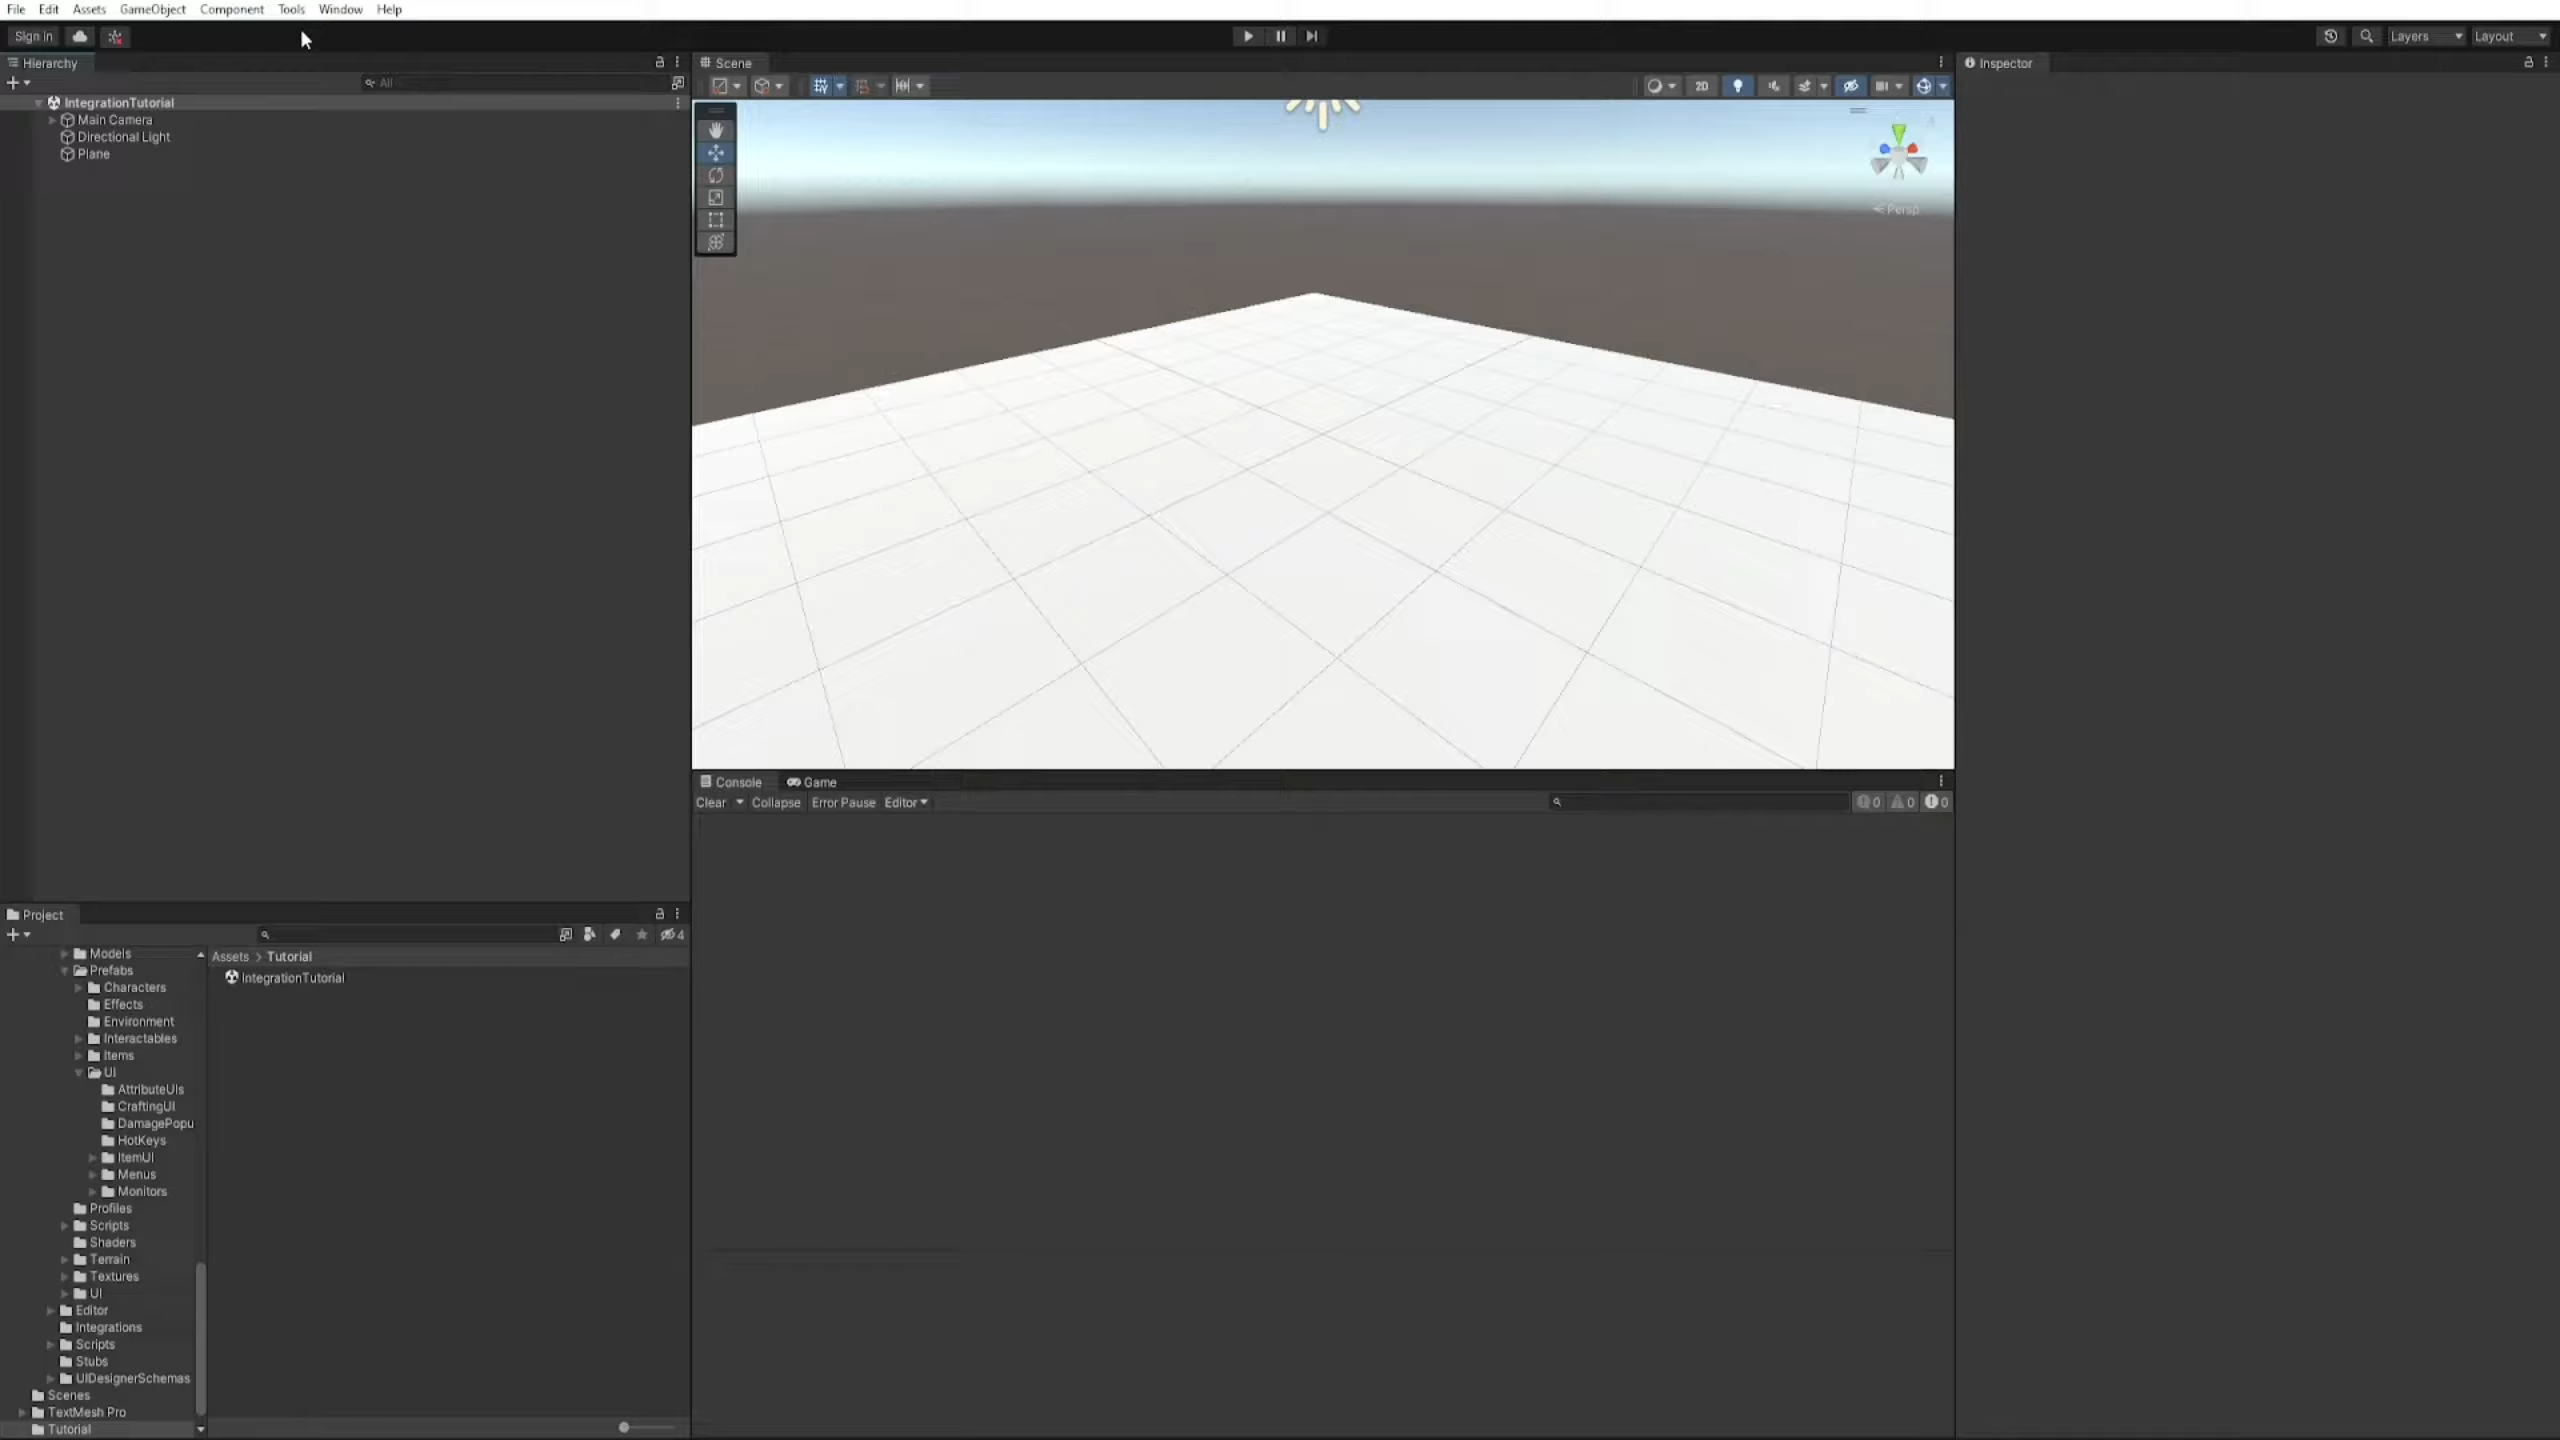 File Edit Assets GameObject Component Tools Window Help
Sign in
Layers
Layout
Hierarchy
All
IntegrationTutorial
Main Camera
Directional Light
Plane
Scene
2D
Persp
Inspector
Console
Game
Clear Collapse Error Pause Editor
0 0 0
Project
4
Models
Prefabs
Characters
Effects
Environment
Interactables
Items
UI
AttributeUIs
CraftingUI
DamagePopu
HotKeys
ItemUI
Menus
Monitors
Profiles
Scripts
Shaders
Terrain
Textures
UI
Editor
Integrations
Scripts
Stubs
UIDesignerSchemas
Scenes
TextMesh Pro
Tutorial
Assets > Tutorial
IntegrationTutorial